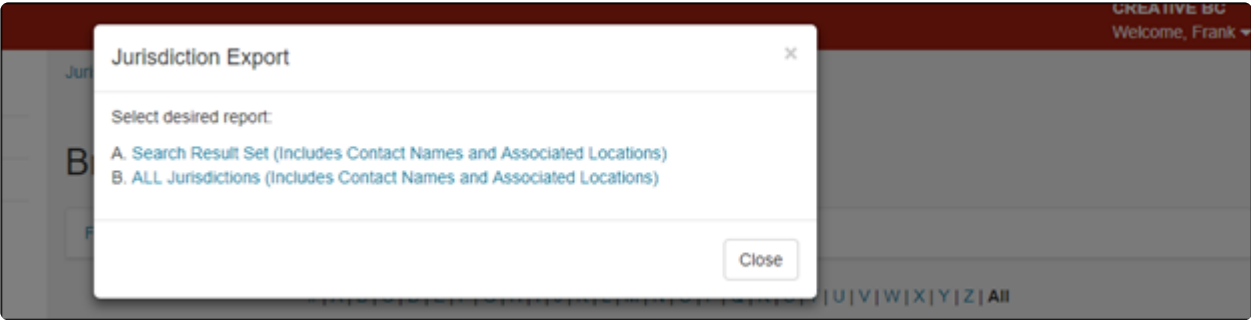 CREATIVE BC
Welcome, Frank
Jurisdiction Export
×
Select desired report:
A. Search Result Set (Includes Contact Names and Associated Locations)
B. ALL Jurisdictions (Includes Contact Names and Associated Locations)
Close
| U | V | W | X | Y | Z | All